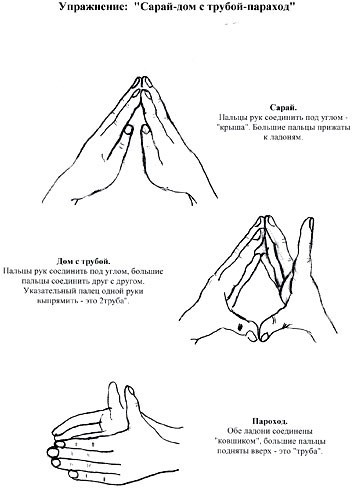 Упражнение: "Сарай-дом с трубой-параход"
Сарай.
Пальцы рук соединить под углом -
"крыша". Большие пальцы прижаты
к ладоням.
Дом с трубой.
Пальцы рук соединить под углом, большие
пальцы соединить друг с другом.
Указательный палец одной руки
выпрямить - это 2труба".
Пароход.
Обе ладони соединены
"ковшиком", большие пальцы
подняты вверх - это "труба".